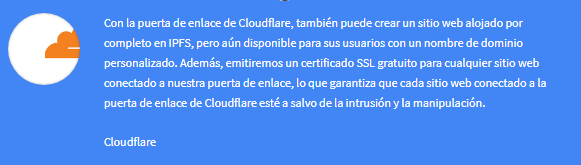 Con la puerta de enlace de Cloudflare, también puede crear un sitio web alojado por
completo en IPFS, pero aún disponible para sus usuarios con un nombre de dominio
personalizado. Además, emitiremos un certificado SSL gratuito para cualquier sitio web
conectado a nuestra puerta de enlace, lo que garantiza que cada sitio web conectado a la
puerta de enlace de Cloudflare esté a salvo de la intrusión y la manipulación.
Cloudflare